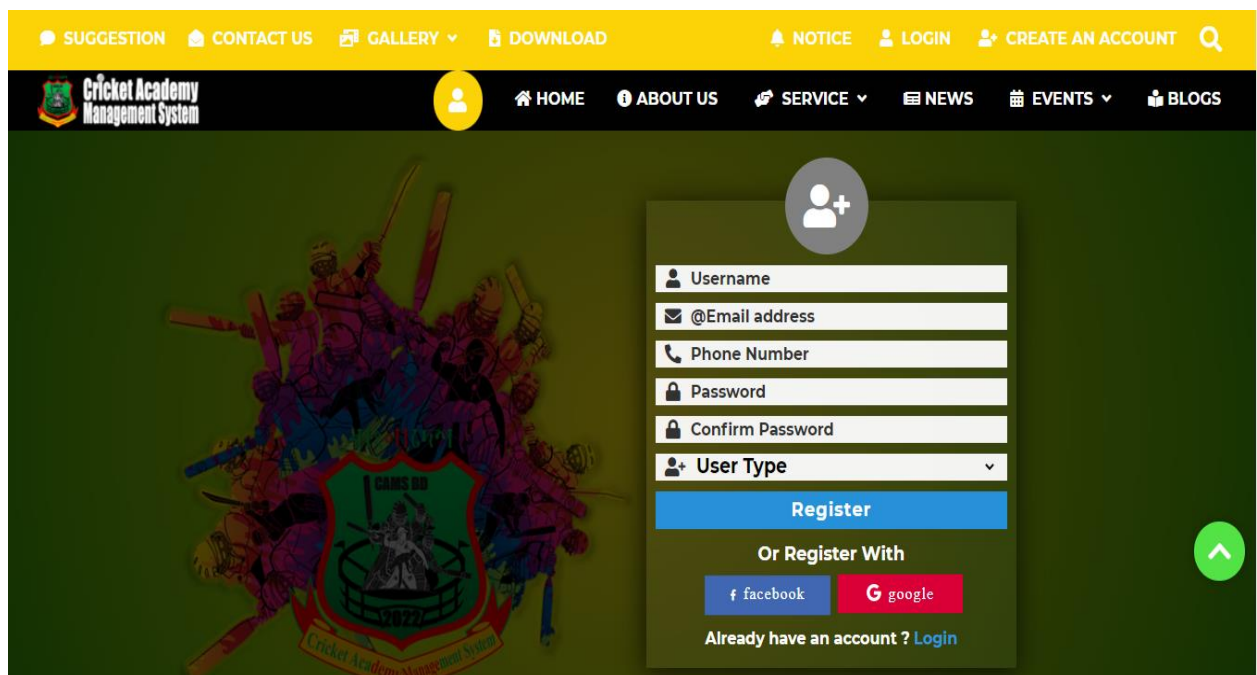 SUGGESTION CONTACT US GALLERY DOWNLOAD NOTICE LOGIN CREATE AN ACCOUNT
Cricket Academy
Management System
HOME ABOUT US SERVICE NEWS EVENTS BLOGS
Username
@Email address
Phone Number
Password
Confirm Password
User Type
Register
Or Register With
f facebook G google
Already have an account ? Login
CAMS BD
2022
Cricket Academy Management System